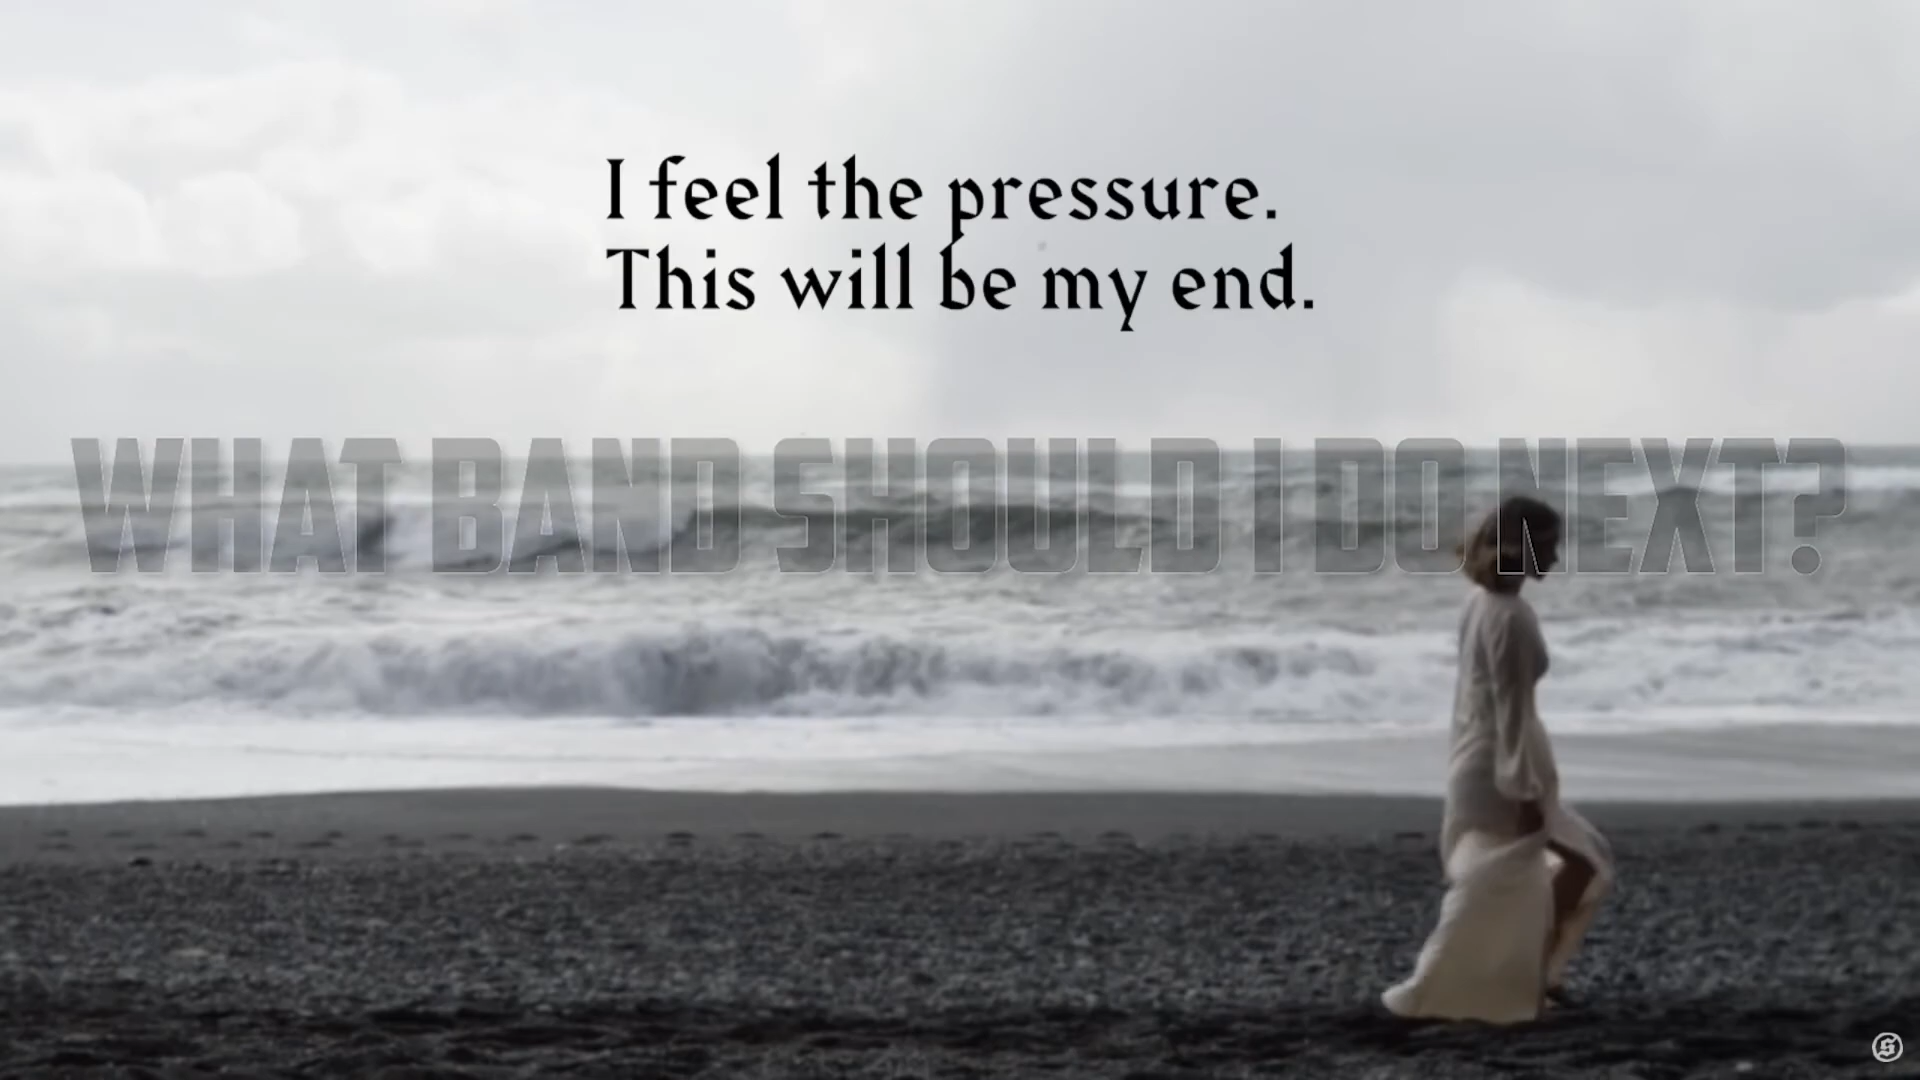 I feel the pressure.
This will be my end.
WHAT BAND SHOULD I DO NEXT?